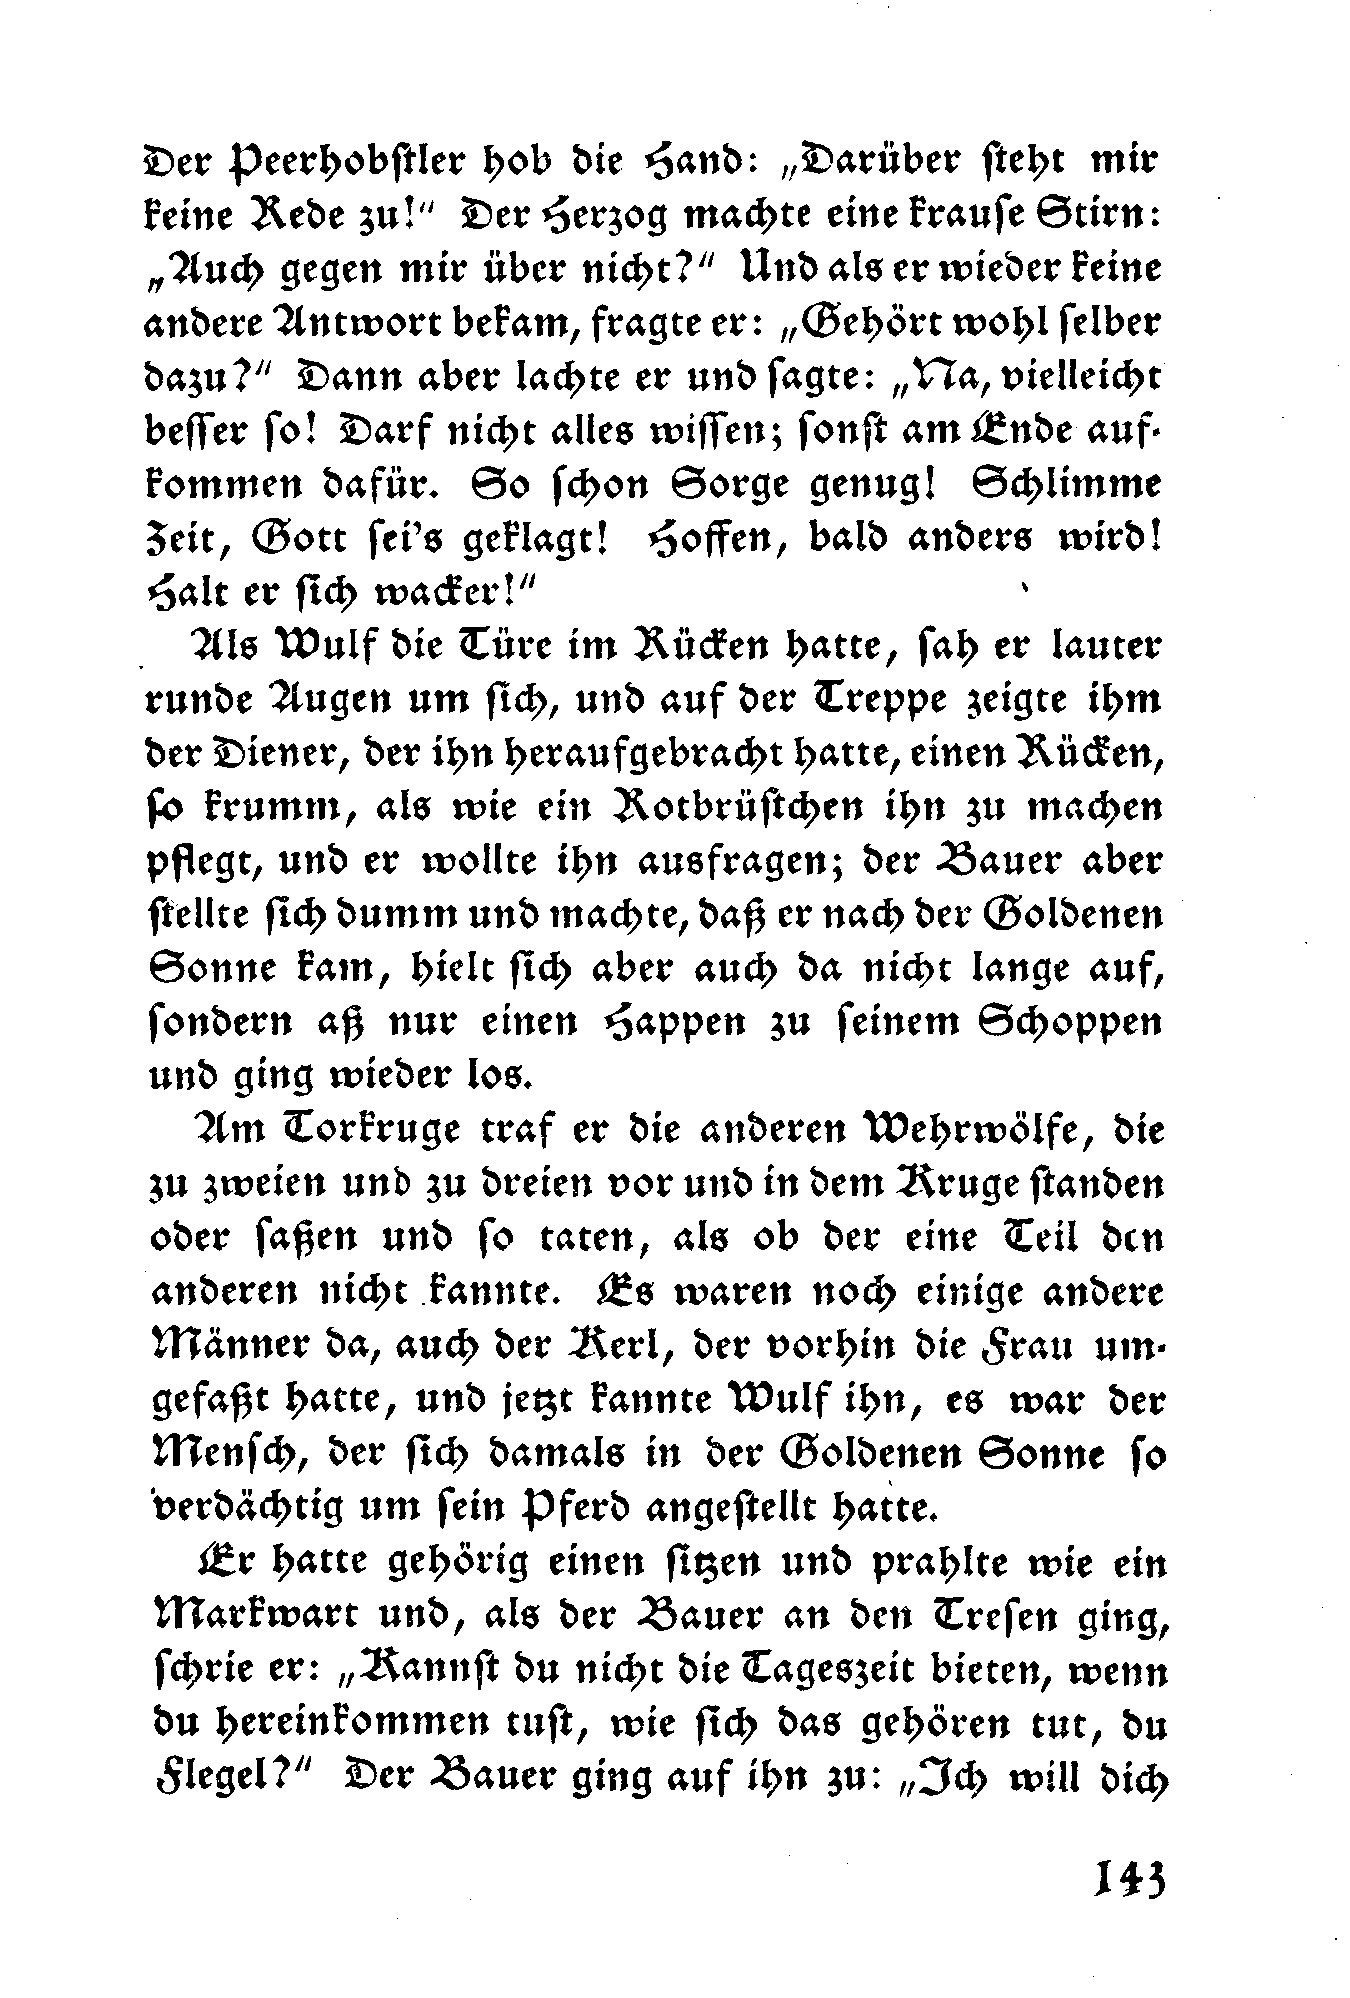 Der Peerhobstler hob die Hand: „Darüber steht mir
keine Rede zu!“ Der Herzog machte eine krause Stirn:
„Auch gegen mir über nicht?“ Und als er wieder keine
andere Antwort bekam, fragte er: „Gehört wohl selber
dazu?“ Dann aber lachte er und sagte: „Na, vielleicht
besser so! Darf nicht alles wissen; sonst am Ende auf-
kommen dafür. So schon Sorge genug! Schlimme
Zeit, Gott sei's geklagt! Hoffen, bald anders wird!
Halt er sich wacker!“
Als Wulf die Türe im Rücken hatte, sah er lauter
runde Augen um sich, und auf der Treppe zeigte ihm
der Diener, der ihn heraufgebracht hatte, einen Rücken,
so krumm, als wie ein Rotbrüstchen ihn zu machen
pflegt, und er wollte ihn ausfragen; der Bauer aber
stellte sich dumm und machte, daß er nach der Goldenen
Sonne kam, hielt sich aber auch da nicht lange auf,
sondern aß nur einen Happen zu seinem Schoppen
und ging wieder los.
Am Torkruge traf er die anderen Wehrwölfe, die
zu zweien und zu dreien vor und in dem Kruge standen
oder saßen und so taten, als ob der eine Teil den
anderen nicht kannte. Es waren noch einige andere
Männer da, auch der Kerl, der vorhin die Frau um-
gefaßt hatte, und jetzt kannte Wulf ihn, es war der
Mensch, der sich damals in der Goldenen Sonne so
verdächtig um sein Pferd angestellt hatte.
Er hatte gehörig einen sitzen und prahlte wie ein
Markwart und, als der Bauer an den Tresen ging,
schrie er: „Kannst du nicht die Tageszeit bieten, wenn
du hereinkommen tust, wie sich das gehören tut, du
Flegel?“ Der Bauer ging auf ihn zu: „Ich will dich
143